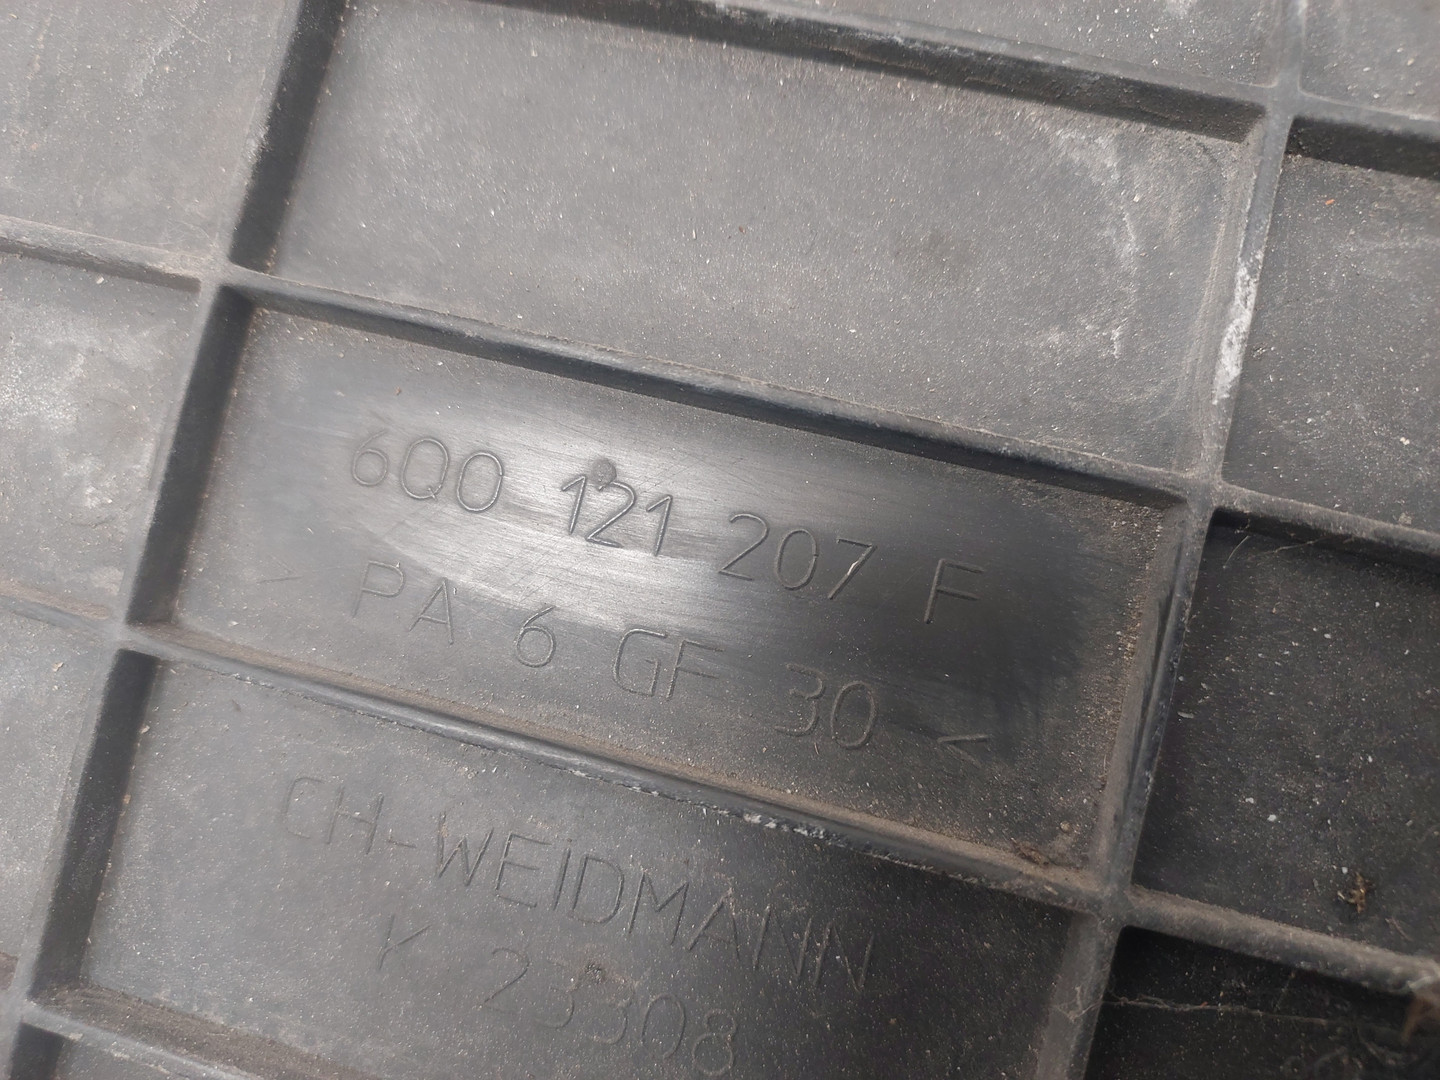 6Q0 121 207 F
> PA 6 GF 30 <
CH-WEIDMANN
Y 23308